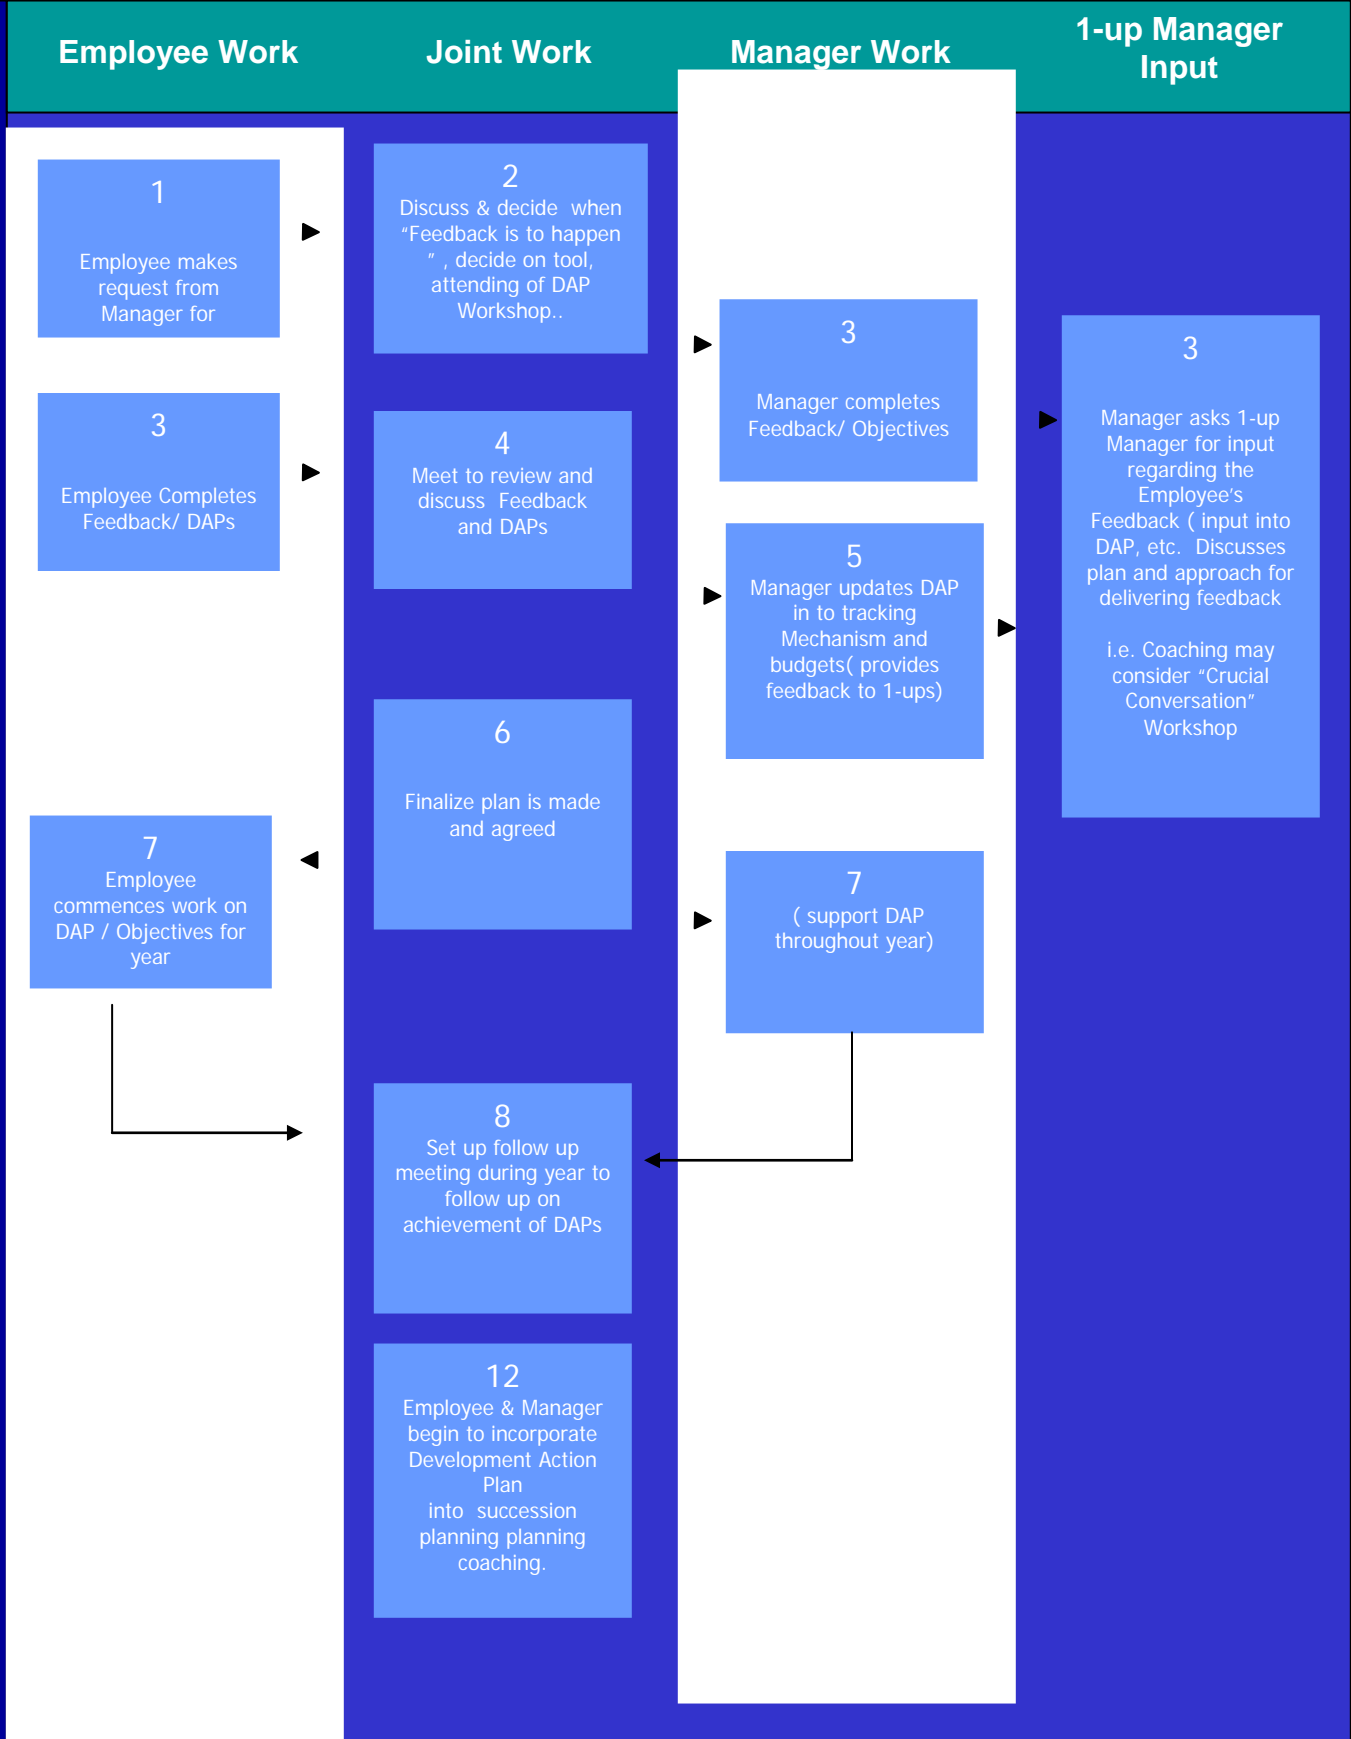 Employee Work
Joint Work
Manager Work
1-up Manager
Input
1
Employee makes
request from
Manager for
2
Discuss & decide when
“Feedback is to happen
” , decide on tool,
attending of DAP
Workshop..
3
Manager completes
Feedback/ Objectives
3
Manager asks 1-up
Manager for input
regarding the
Employee’s
Feedback ( input into
DAP, etc. Discusses
plan and approach for
delivering feedback
i.e. Coaching may
consider “Crucial
Conversation”
Workshop
3
Employee Completes
Feedback/ DAPs
4
Meet to review and
discuss Feedback
and DAPs
5
Manager updates DAP
in to tracking
Mechanism and
budgets( provides
feedback to 1-ups)
6
Finalize plan is made
and agreed
7
Employee
commences work on
DAP / Objectives for
year
7
( support DAP
throughout year)
8
Set up follow up
meeting during year to
follow up on
achievement of DAPs
12
Employee & Manager
begin to incorporate
Development Action
Plan
into succession
planning planning
coaching.